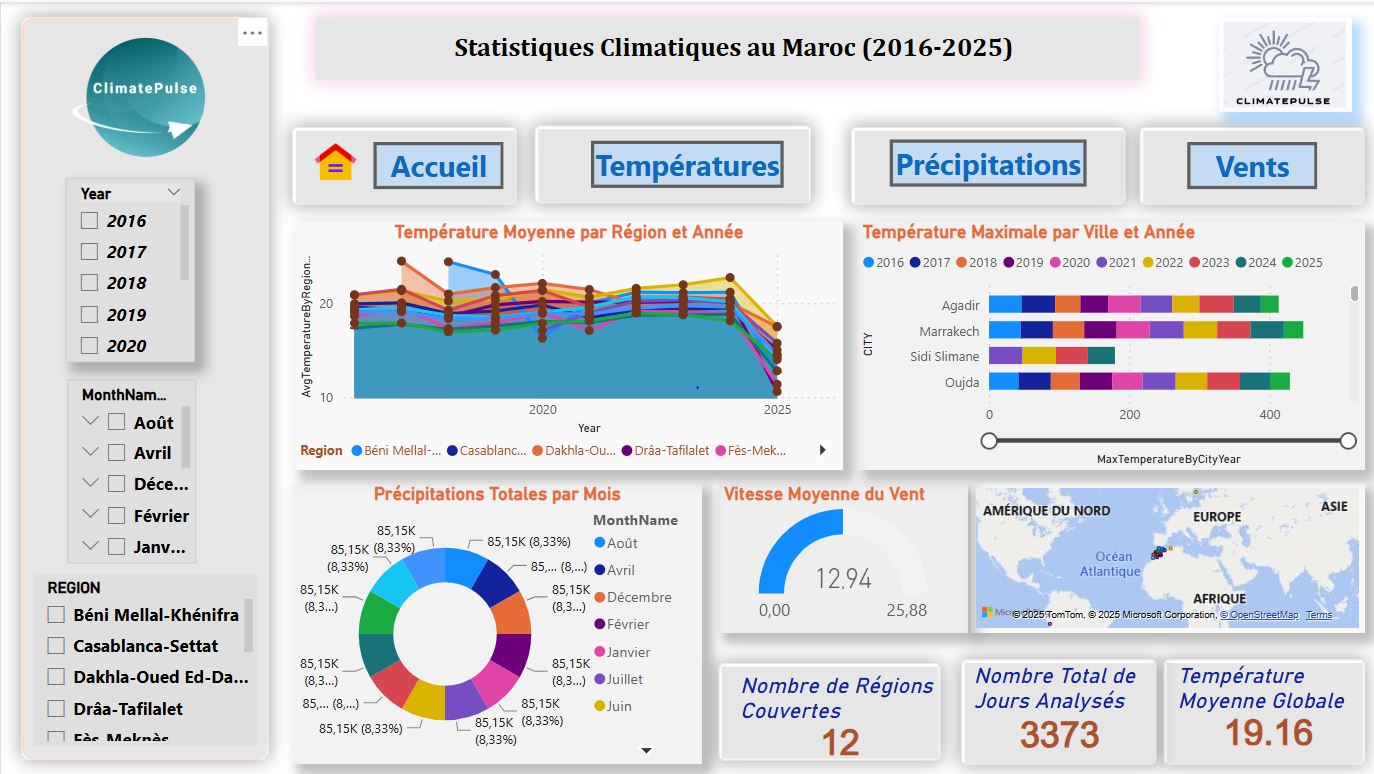 ClimatePulse
Statistiques Climatiques au Maroc (2016-2025)
CLIMATEPULSE
Accueil
Températures
Précipitations
Vents
Year
2016
2017
2018
2019
2020
MonthNam...
Août
Avril
Déce...
Février
Janv...
REGION
Béni Mellal-Khénifra
Casablanca-Settat
Dakhla-Oued Ed-Da...
Drâa-Tafilalet
Fès-Meknès
Température Moyenne par Région et Année
AvgTemperatureByRegion...
20
10
2020
2025
Year
Region Béni Mellal-... Casablanc... Dakhla-Ou... Drâa-Tafilalet Fès-Mek...
Température Maximale par Ville et Année
2016 2017 2018 2019 2020 2021 2022 2023 2024 2025
CITY
Agadir
Marrakech
Sidi Slimane
Oujda
0 200 400
MaxTemperatureByCityYear
Précipitations Totales par Mois
85,15K (8,33%)
85,... (8,...)
85,15K
(8,3...)
85,15K
(8,3...)
85,15K
(8,33%)
85,15K (8,33%)
85,... (8,...)
85,15K
(8,3...)
85,15K
(8,3...)
85,15K
(8,33%)
85,15K
(8,33%)
MonthName
Août
Avril
Décembre
Février
Janvier
Juillet
Juin
Vitesse Moyenne du Vent
12,94
0,00
25,88
AMÉRIQUE DU NORD
EUROPE
ASIE
Océan
Atlantique
AFRIQUE
© 2025 TomTom, © 2025 Microsoft Corporation, © OpenStreetMap Terms
Nombre de Régions
Couvertes
12
Nombre Total de
Jours Analysés
3373
Température
Moyenne Globale
19.16